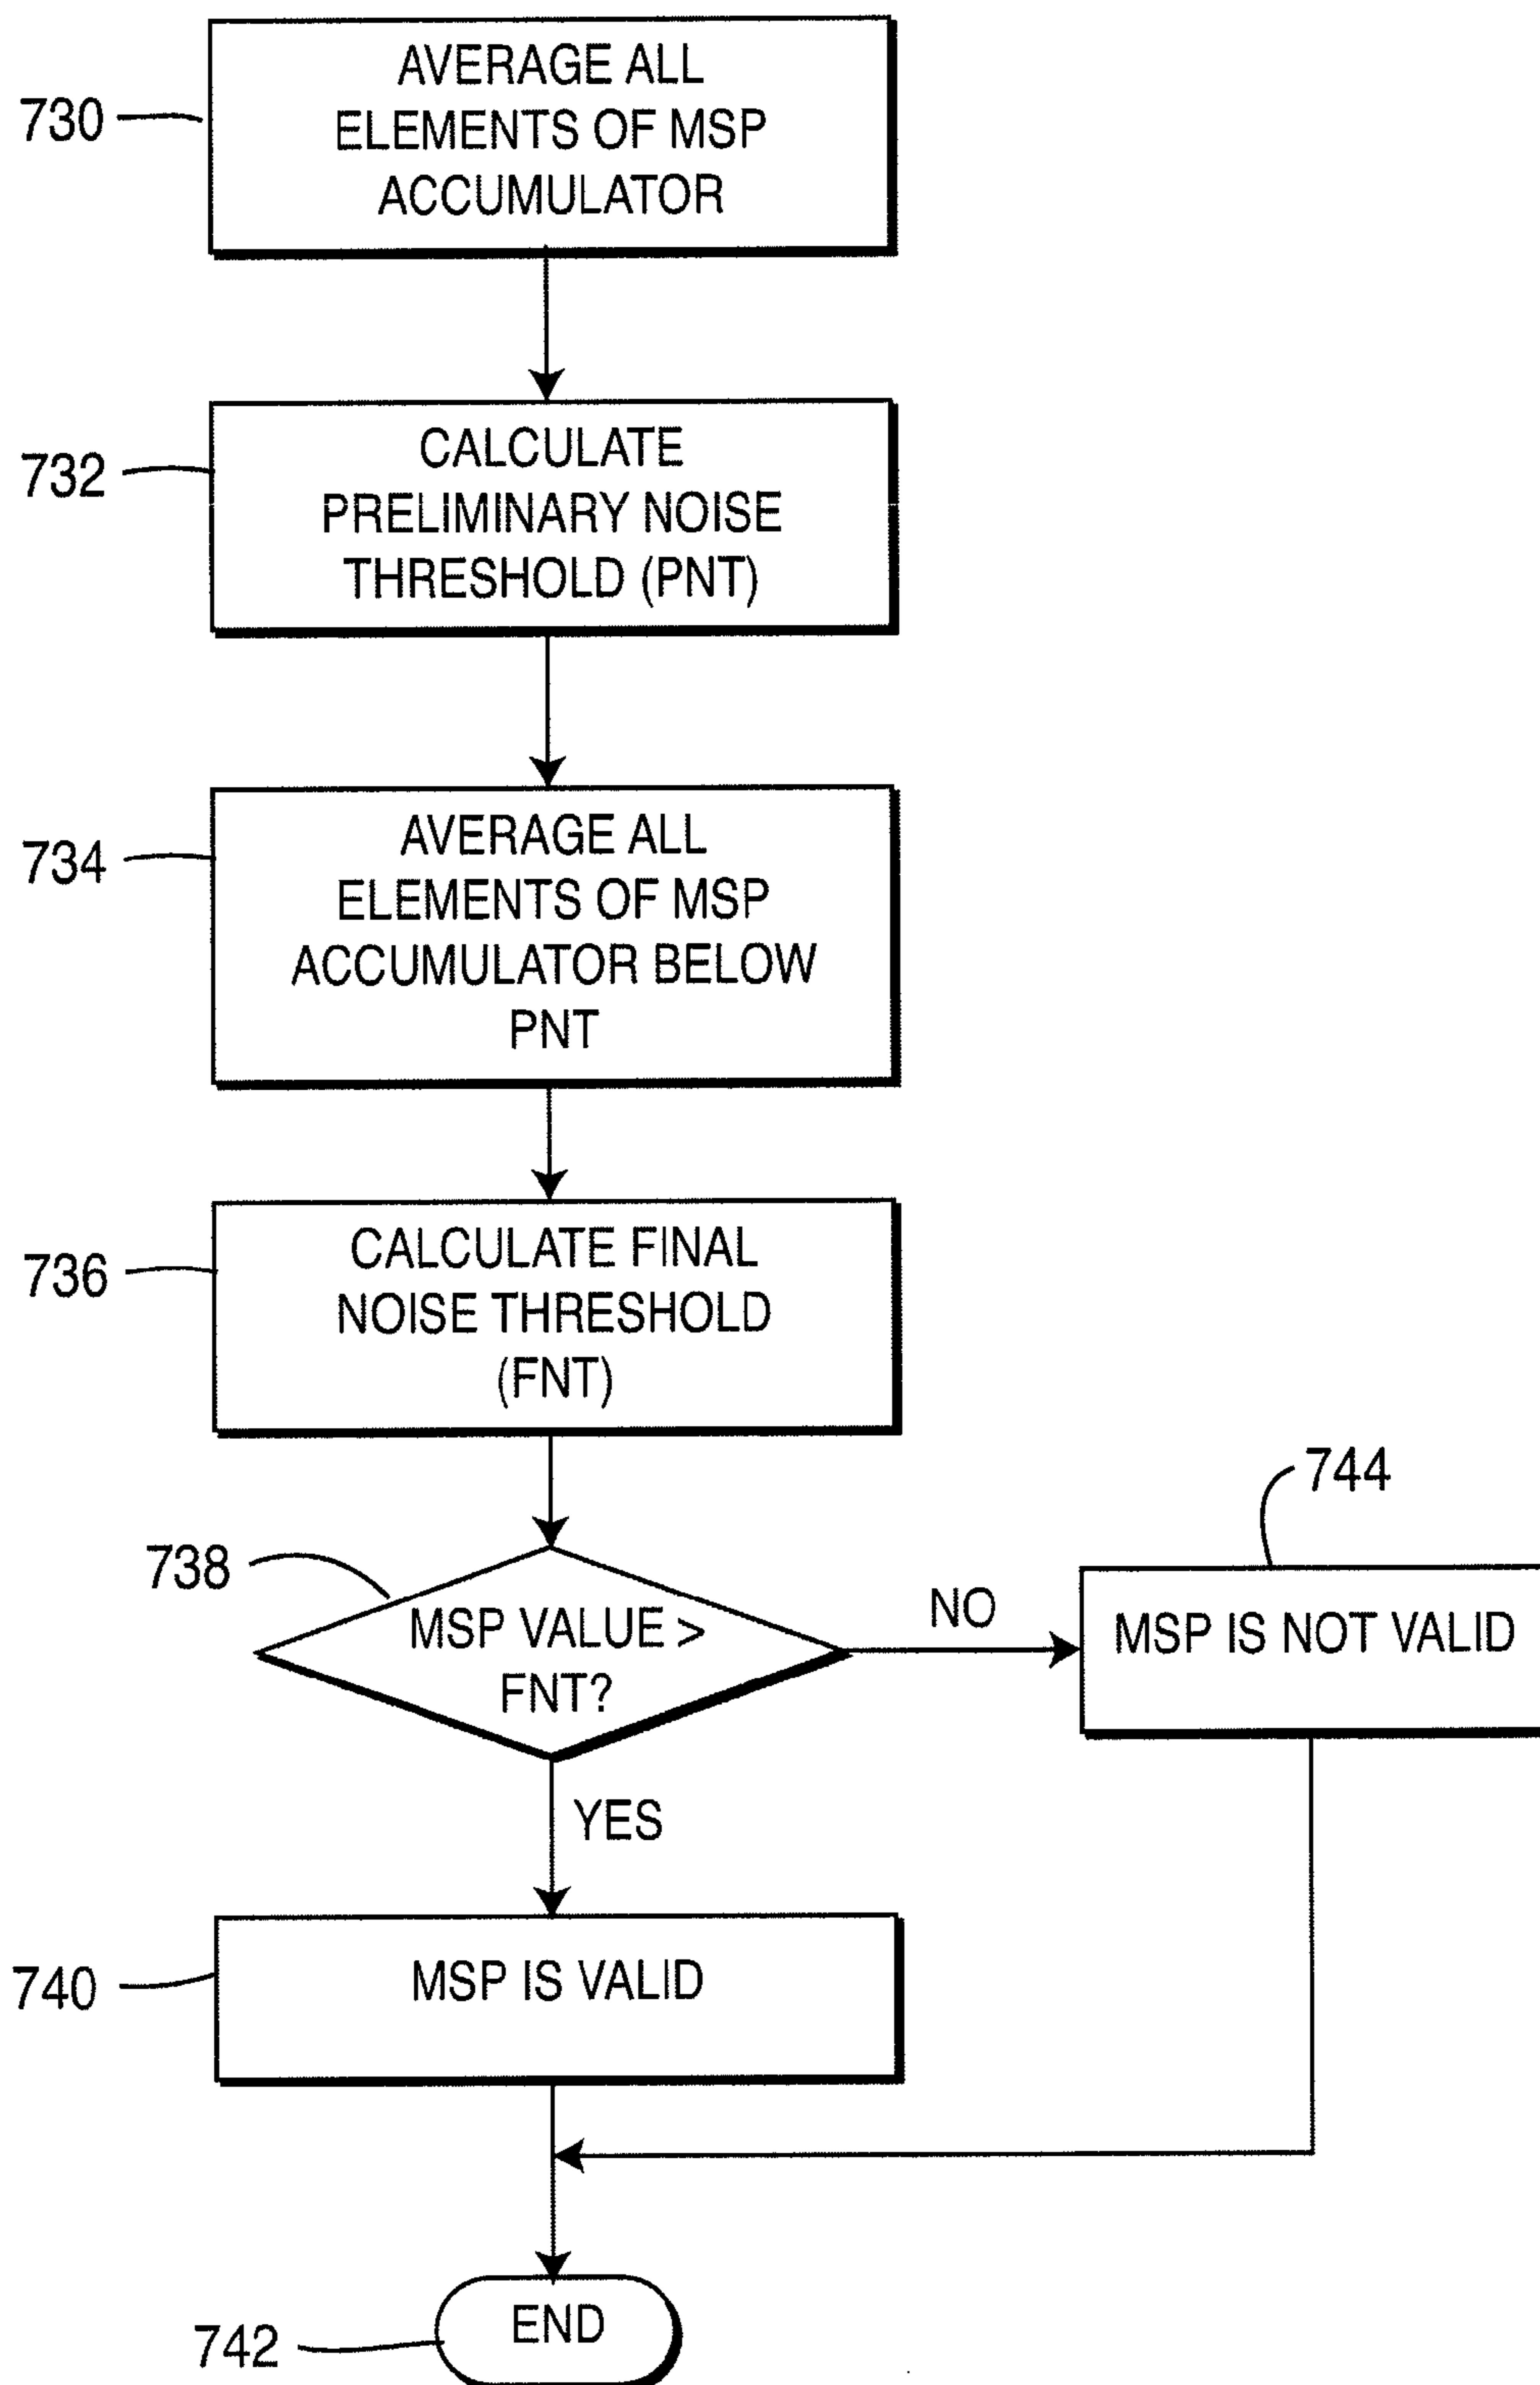 730
AVERAGE ALL
ELEMENTS OF MSP
ACCUMULATOR
732
CALCULATE
PRELIMINARY NOISE
THRESHOLD (PNT)
734
AVERAGE ALL
ELEMENTS OF MSP
ACCUMULATOR BELOW
PNT
736
CALCULATE FINAL
NOISE THRESHOLD
(FNT)
738
MSP VALUE >
FNT?
NO
744
MSP IS NOT VALID
YES
740
MSP IS VALID
742
END